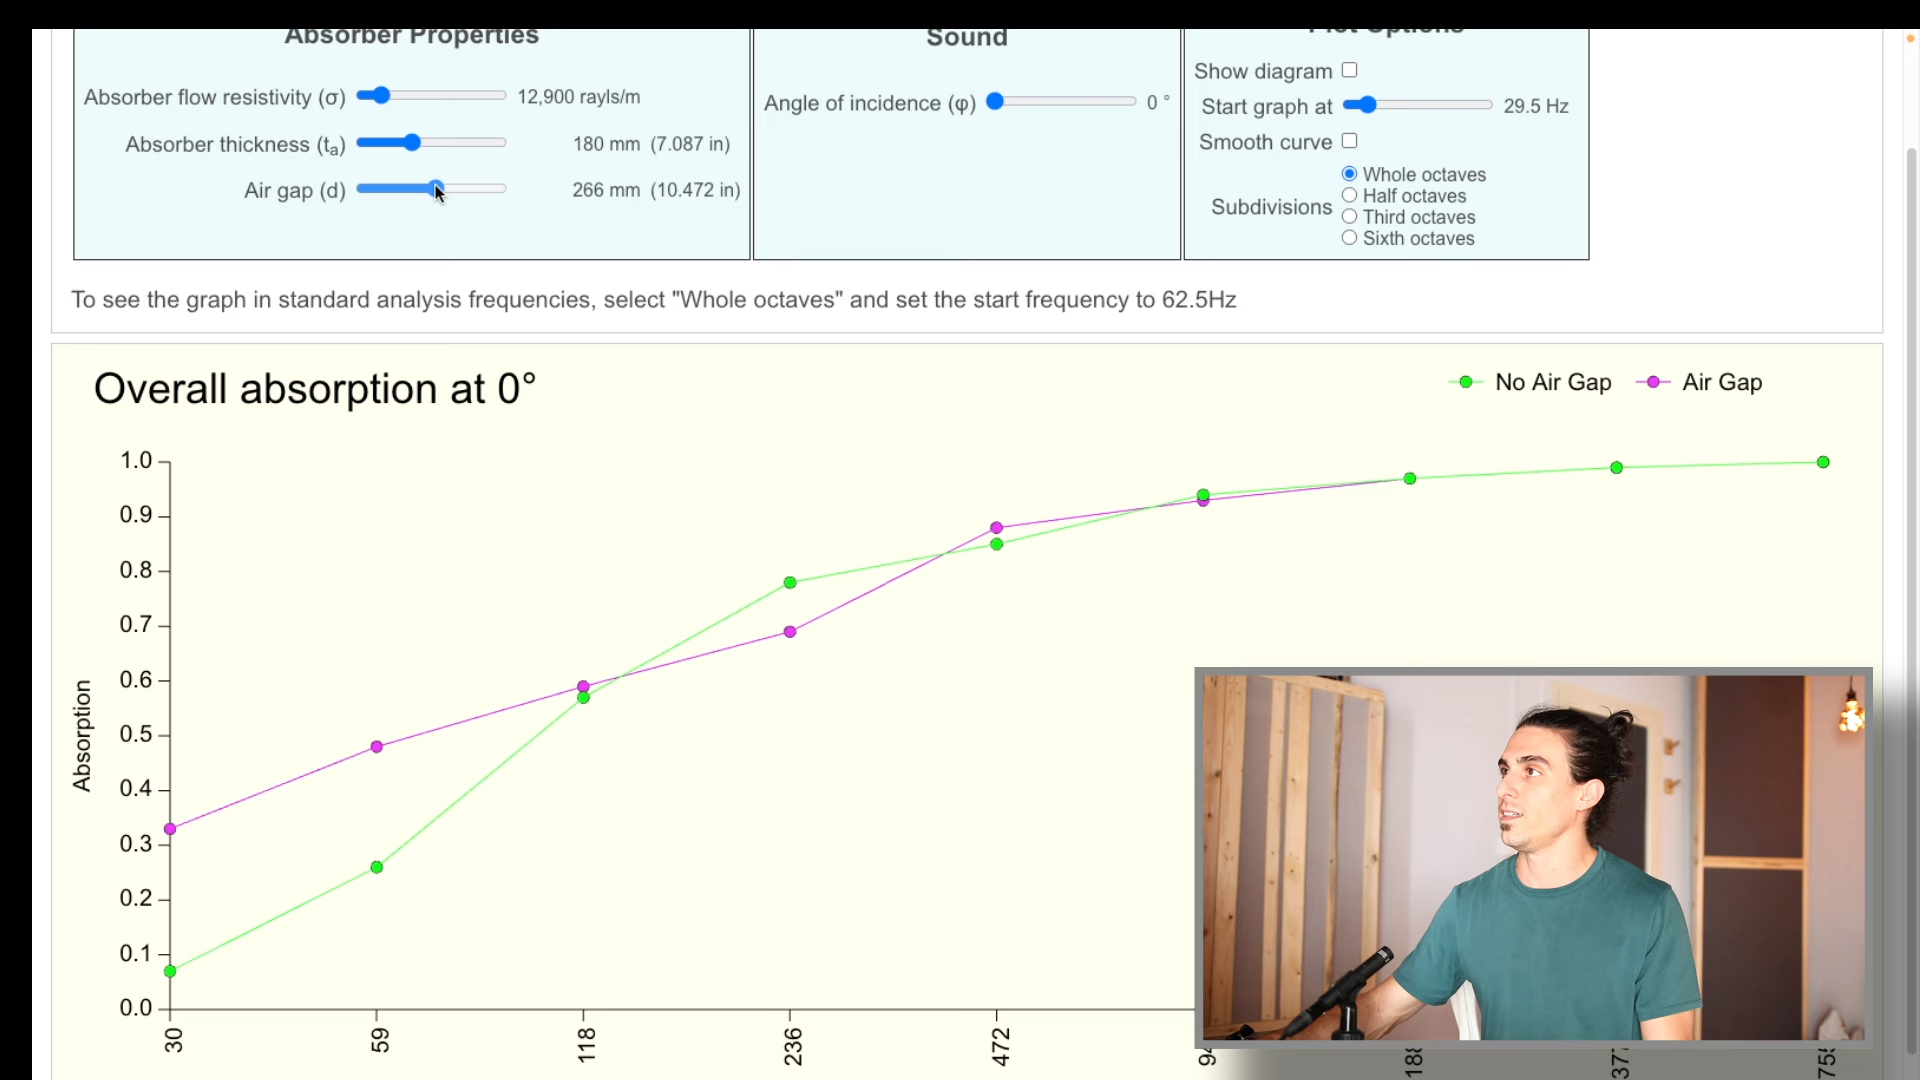 Absorber Properties
Absorber flow resistivity (σ) 12,900 rayls/m
Absorber thickness (ta) 180 mm (7.087 in)
Air gap (d) 266 mm (10.472 in)
Sound
Angle of incidence (φ) 0 °
Plot Options
Show diagram
Start graph at 29.5 Hz
Smooth curve
Subdivisions
Whole octaves
Half octaves
Third octaves
Sixth octaves
To see the graph in standard analysis frequencies, select "Whole octaves" and set the start frequency to 62.5Hz
Overall absorption at 0°
No Air Gap
Air Gap
Absorption
1.0
0.9
0.8
0.7
0.6
0.5
0.4
0.3
0.2
0.1
0.0
30
59
118
236
472